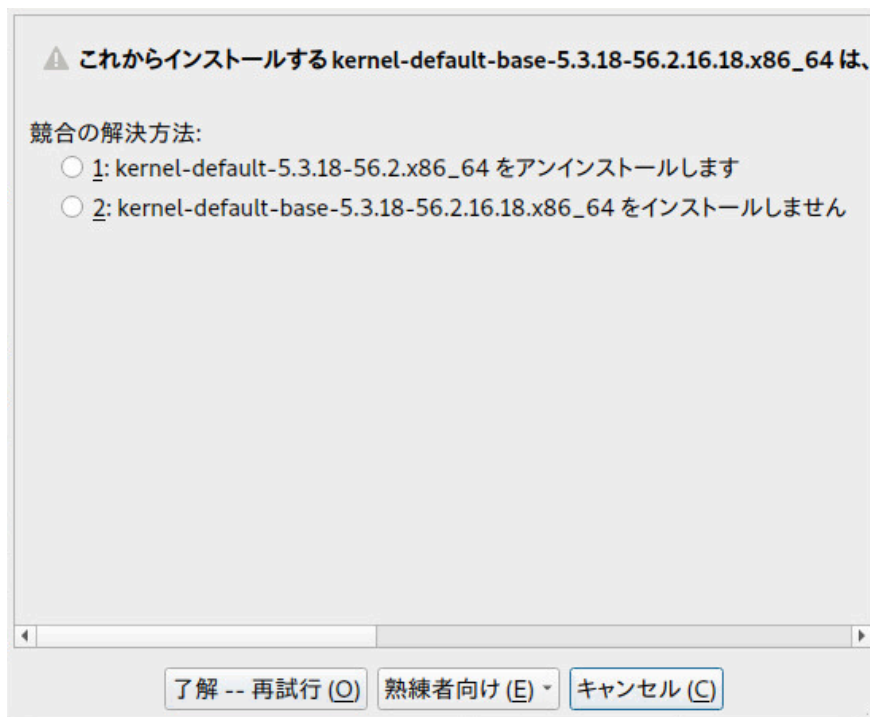 これからインストールする kernel-default-base-5.3.18-56.2.16.18.x86_64 は、
競合の解決方法:
1: kernel-default-5.3.18-56.2.x86_64 をアンインストールします
2: kernel-default-base-5.3.18-56.2.16.18.x86_64 をインストールしません
了解 -- 再試行 (O) 熟練者向け (E) キャンセル (C)